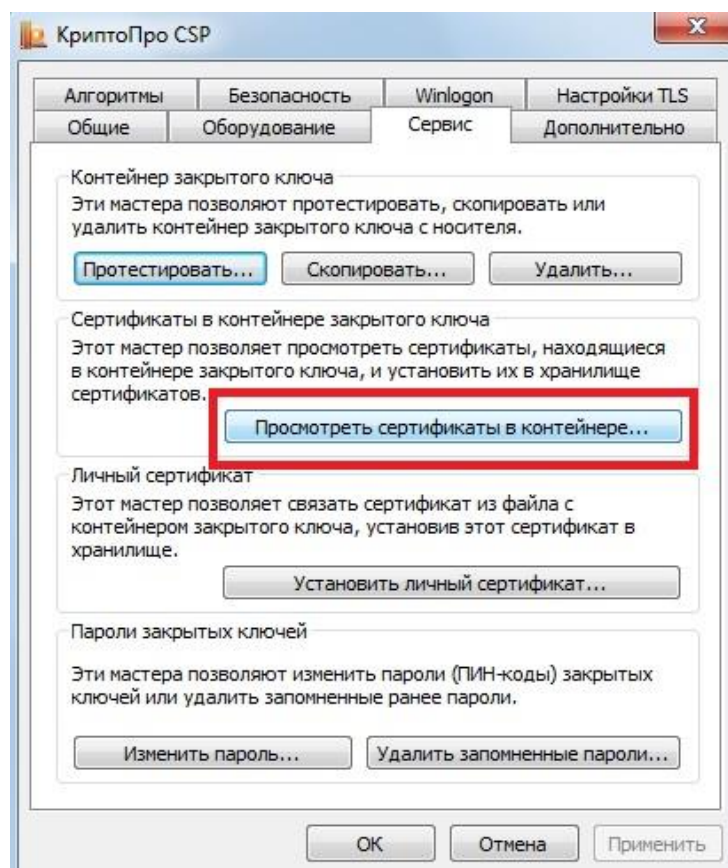 КриптоПро CSP
Алгоритмы Безопасность Winlogon Настройки TLS
Общие Оборудование Сервис Дополнительно
Контейнер закрытого ключа
Эти мастера позволяют протестировать, скопировать или
удалить контейнер закрытого ключа с носителя.
Протестировать... Скопировать... Удалить...
Сертификаты в контейнере закрытого ключа
Этот мастер позволяет просмотреть сертификаты, находящиеся
в контейнере закрытого ключа, и установить их в хранилище
сертификатов.
Просмотреть сертификаты в контейнере...
Личный сертификат
Этот мастер позволяет связать сертификат из файла с
контейнером закрытого ключа, установив этот сертификат в
хранилище.
Установить личный сертификат...
Пароли закрытых ключей
Эти мастера позволяют изменить пароли (ПИН-коды) закрытых
ключей или удалить запомненные ранее пароли.
Изменить пароль... Удалить запомненные пароли...
ОК Отмена Применить